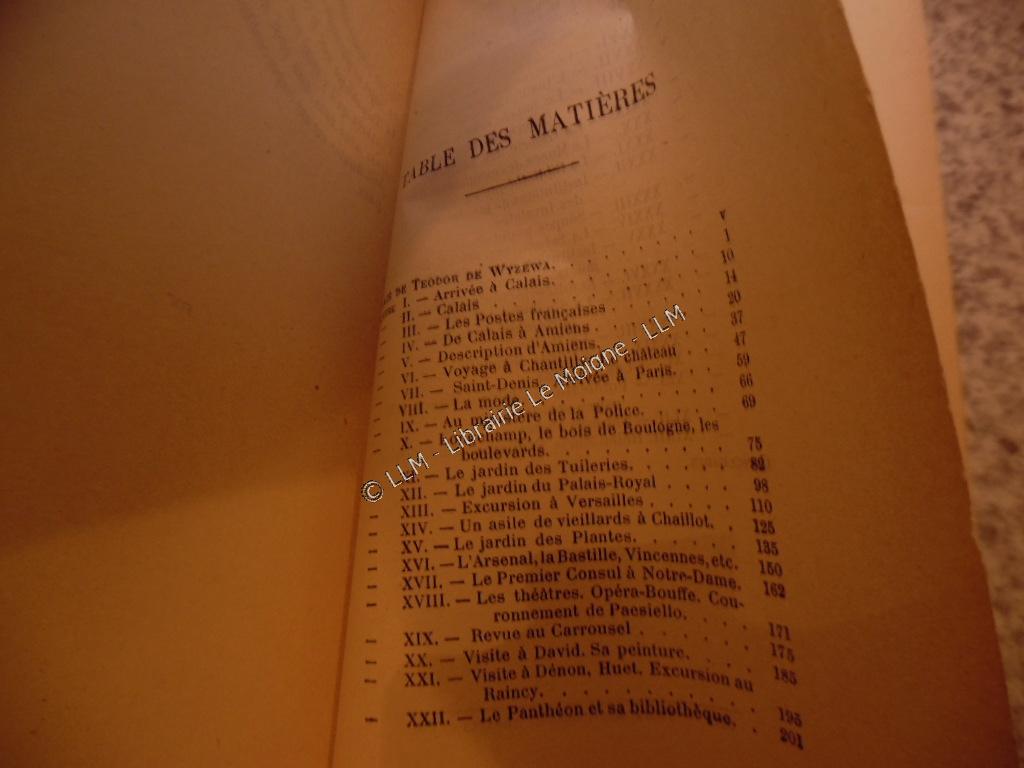 TABLE DES MATIÈRES
DE TEODOR DE WYZEWA. v
I. — Arrivée à Calais. 1
— II. — Calais 10
— III. — Les Postes françaises 14
— IV. — De Calais à Amiens. 20
— V. — Description d'Amiens. 37
— VI. — Voyage à Chantilly château 47
— VII. — Saint-Denis. à Paris. 59
— VIII. — La mode. 66
— IX. — Au ministère de la Police. 69
— X. — Longchamp, le bois de Boulogne, les
boulevards. 75
— Le jardin des Tuileries. 82
— XII. — Le jardin du Palais-Royal 98
— XIII. — Excursion à Versailles 110
— XIV. — Un asile de vieillards à Chaillot. 125
— XV. — Le jardin des Plantes. 135
— XVI. — L'Arsenal, la Bastille, Vincennes, etc. 150
— XVII. — Le Premier Consul à Notre-Dame. 162
— XVIII. — Les théâtres. Opéra-Bouffe. Cou-
ronnement de Paesiello. 171
— XIX. — Revue au Carrousel 175
— XX. — Visite à David. Sa peinture. 185
— XXI. — Visite à Dénon, Huet. Excursion au
Raincy. 195
— XXII. — Le Panthéon et sa bibliothèque. 201
© LLM - Librairie Le Moigne - LLM